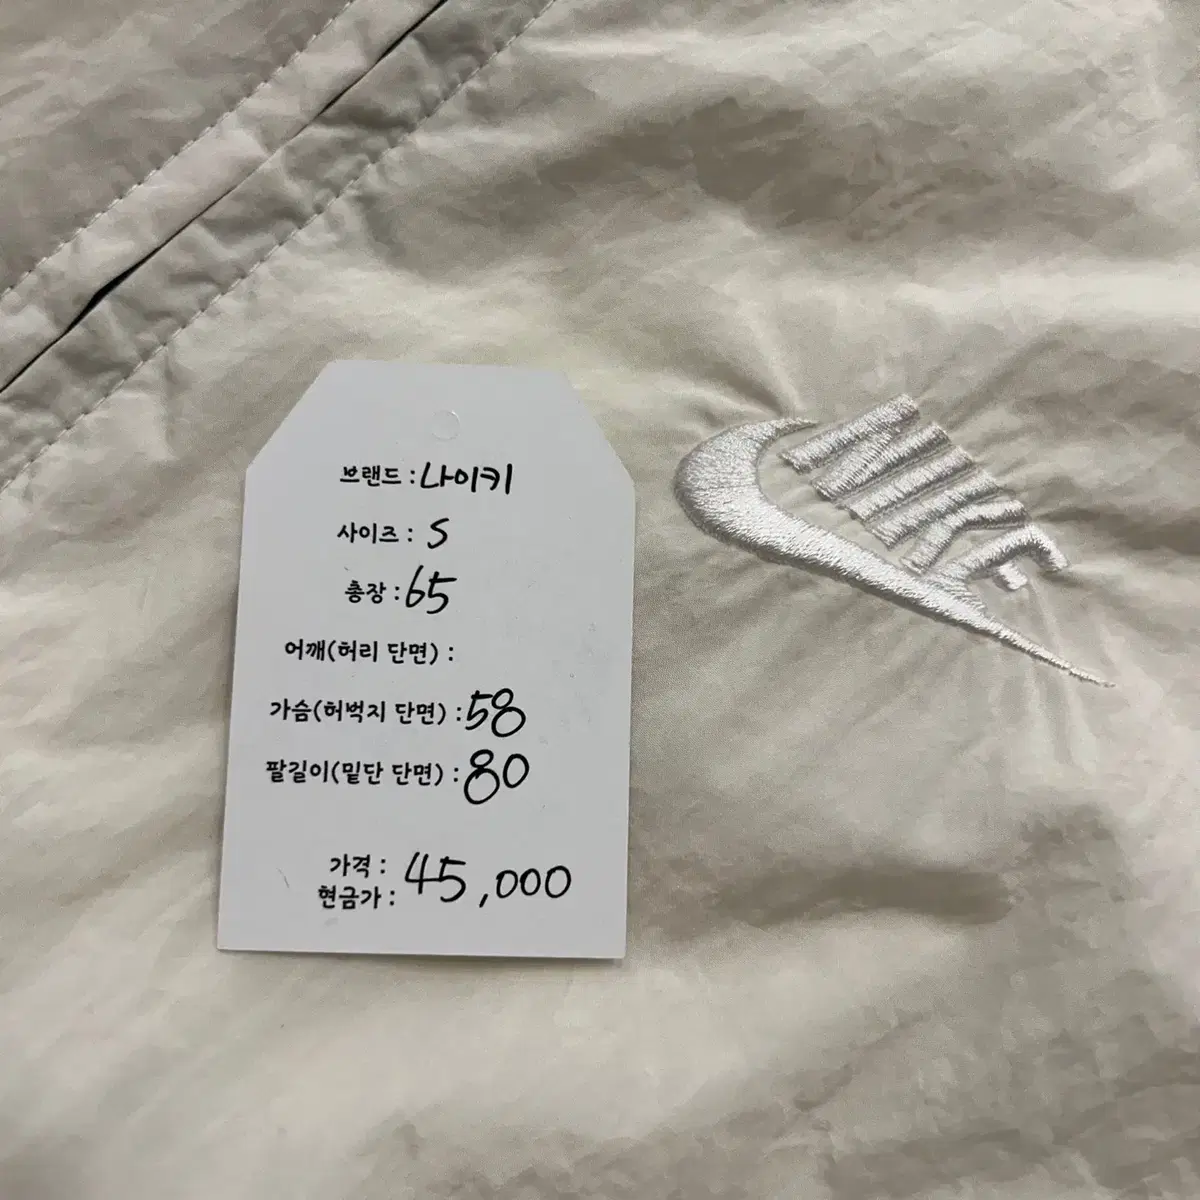 브랜드 : 나이키
사이즈 : S
총장 : 65
어깨(허리 단면) :
가슴(허벅지 단면) : 58
팔길이(밑단 단면) : 80
가격 :
현금가 : 45,000
NIKE